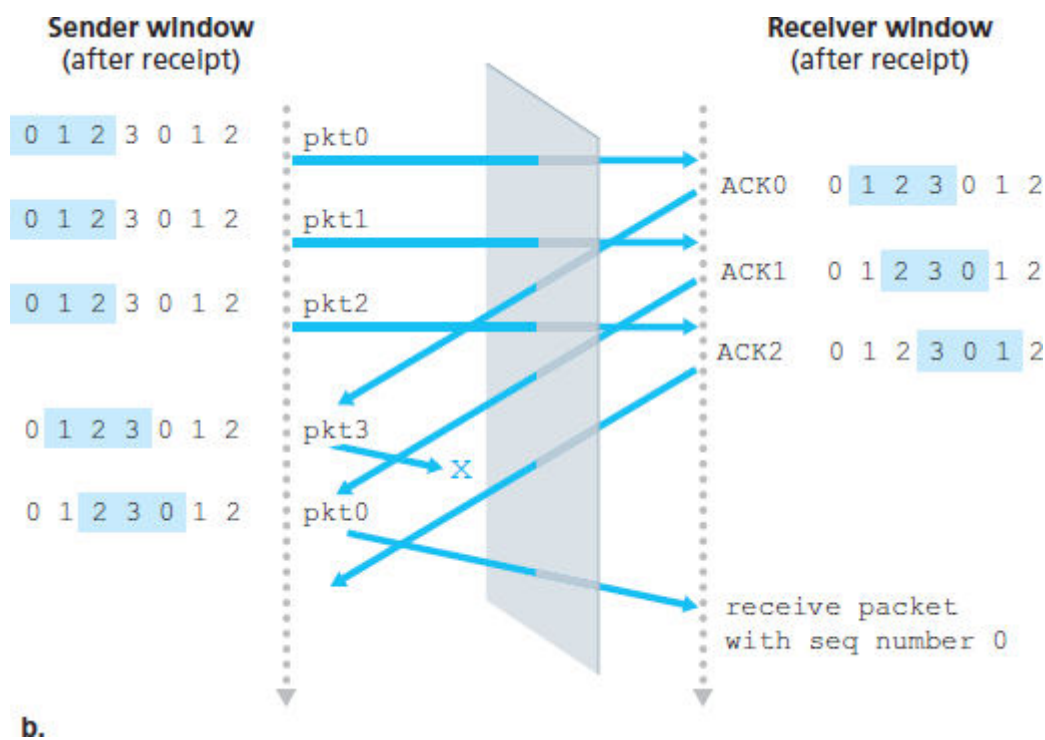 Sender window
(after receipt)
Receiver window
(after receipt)
0 1 2 3 0 1 2
pkt0
ACK0 0 1 2 3 0 1 2
0 1 2 3 0 1 2
pkt1
ACK1 0 1 2 3 0 1 2
0 1 2 3 0 1 2
pkt2
ACK2 0 1 2 3 0 1 2
0 1 2 3 0 1 2
pkt3
X
0 1 2 3 0 1 2
pkt0
receive packet
with seq number 0
b.